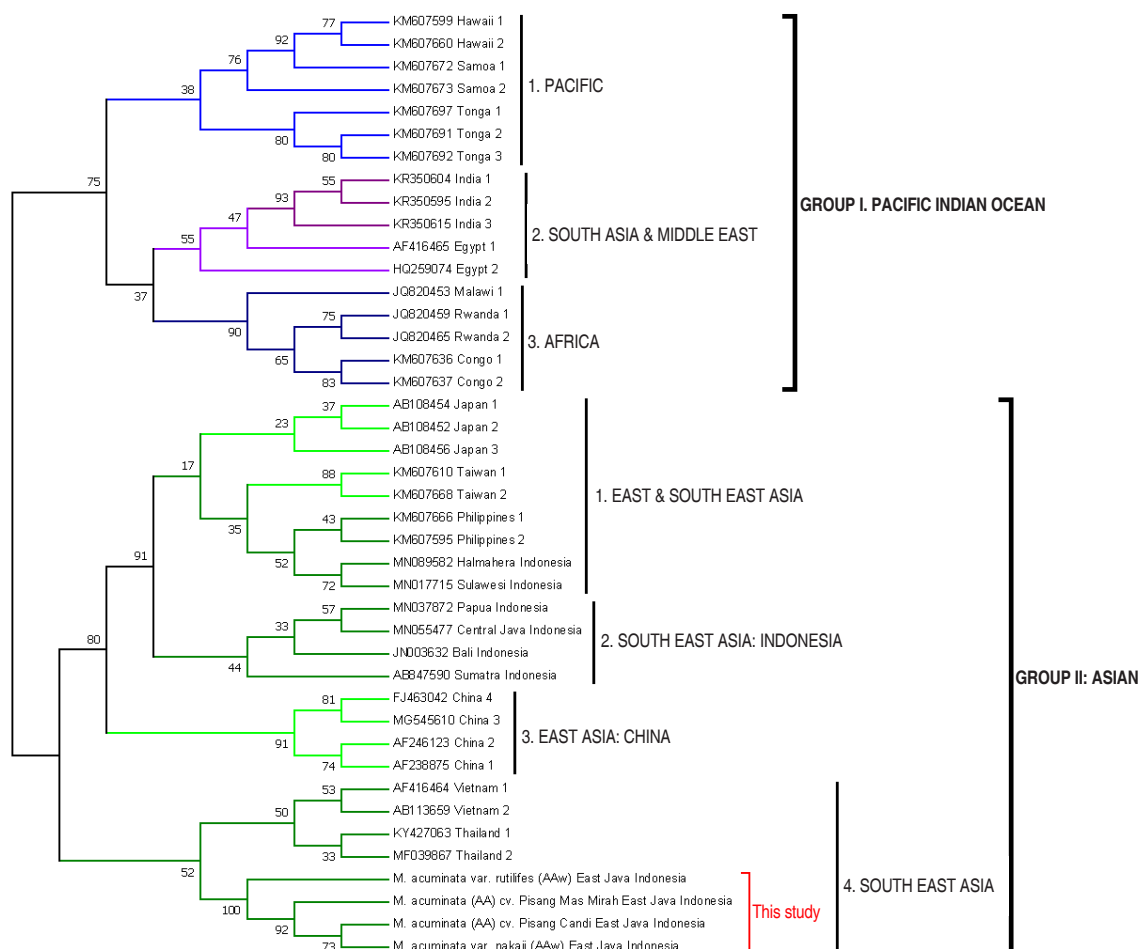 77
KM607599 Hawaii 1
92
KM607660 Hawaii 2
76
KM607672 Samoa 1
38
KM607673 Samoa 2
1. PACIFIC
KM607697 Tonga 1
80
KM607691 Tonga 2
80
KM607692 Tonga 3
75
55
KR350604 India 1
93
KR350595 India 2
GROUP I. PACIFIC INDIAN OCEAN
47
KR350615 India 3
2. SOUTH ASIA & MIDDLE EAST
55
AF416465 Egypt 1
HQ259074 Egypt 2
37
JQ820453 Malawi 1
90
75
JQ820459 Rwanda 1
JQ820465 Rwanda 2
3. AFRICA
65
KM607636 Congo 1
83
KM607637 Congo 2
37
AB108454 Japan 1
23
AB108452 Japan 2
17
AB108456 Japan 3
88
KM607610 Taiwan 1
KM607668 Taiwan 2
1. EAST & SOUTH EAST ASIA
35
43
KM607666 Philippines 1
KM607595 Philippines 2
91
52
MN089582 Halmahera Indonesia
72
MN017715 Sulawesi Indonesia
57
MN037872 Papua Indonesia
33
MN055477 Central Java Indonesia
2. SOUTH EAST ASIA: INDONESIA
80
44
JN003632 Bali Indonesia
AB847590 Sumatra Indonesia
GROUP II: ASIAN
81
FJ463042 China 4
MG545610 China 3
91
3. EAST ASIA: CHINA
AF246123 China 2
74
AF238875 China 1
53
AF416464 Vietnam 1
50
AB113659 Vietnam 2
KY427063 Thailand 1
33
MF039867 Thailand 2
52
M. acuminata var. rutilifes (AAw) East Java Indonesia
4. SOUTH EAST ASIA
100
M. acuminata (AA) cv. Pisang Mas Mirah East Java Indonesia
This study
92
M. acuminata (AA) cv. Pisang Candi East Java Indonesia
73
M. acuminata var. nakaii (AAw) East Java Indonesia